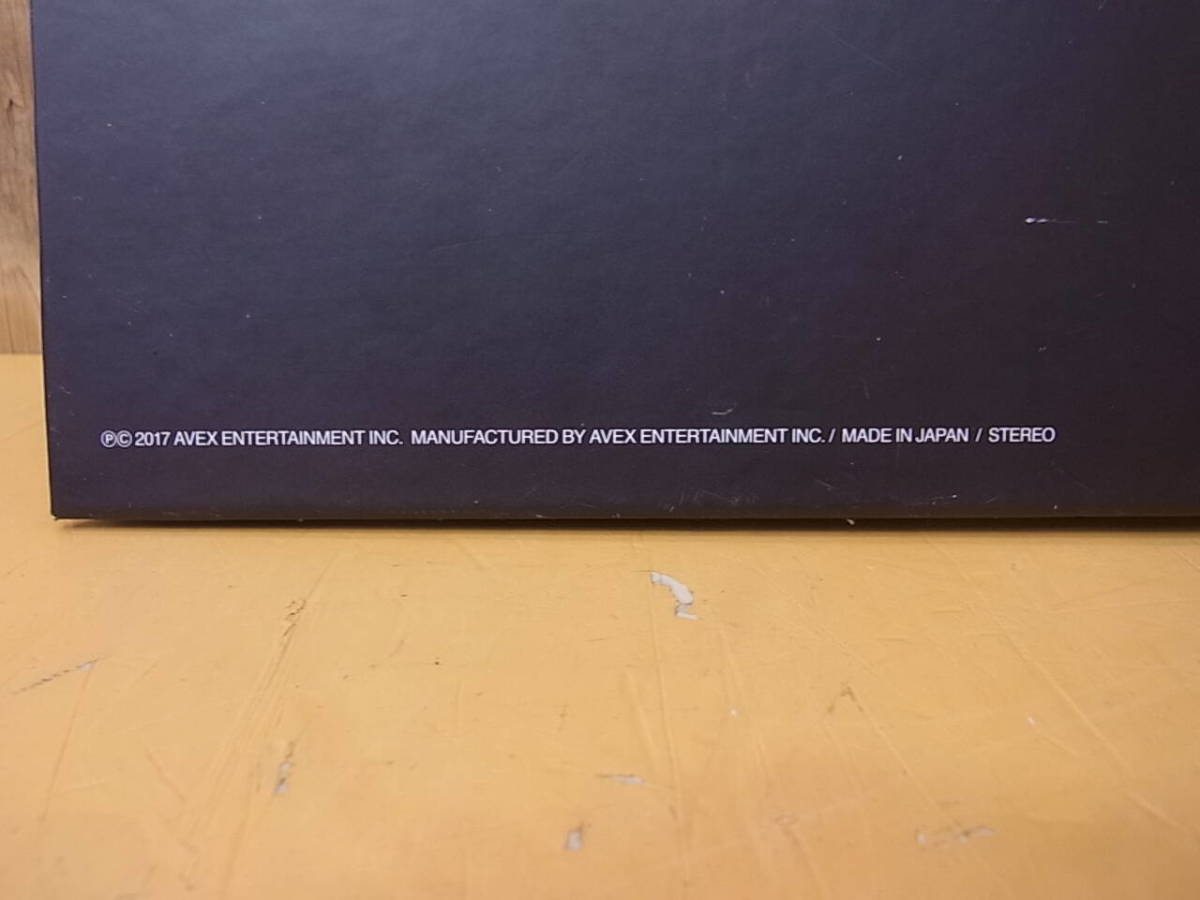 ℗© 2017 AVEX ENTERTAINMENT INC. MANUFACTURED BY AVEX ENTERTAINMENT INC. / MADE IN JAPAN / STEREO